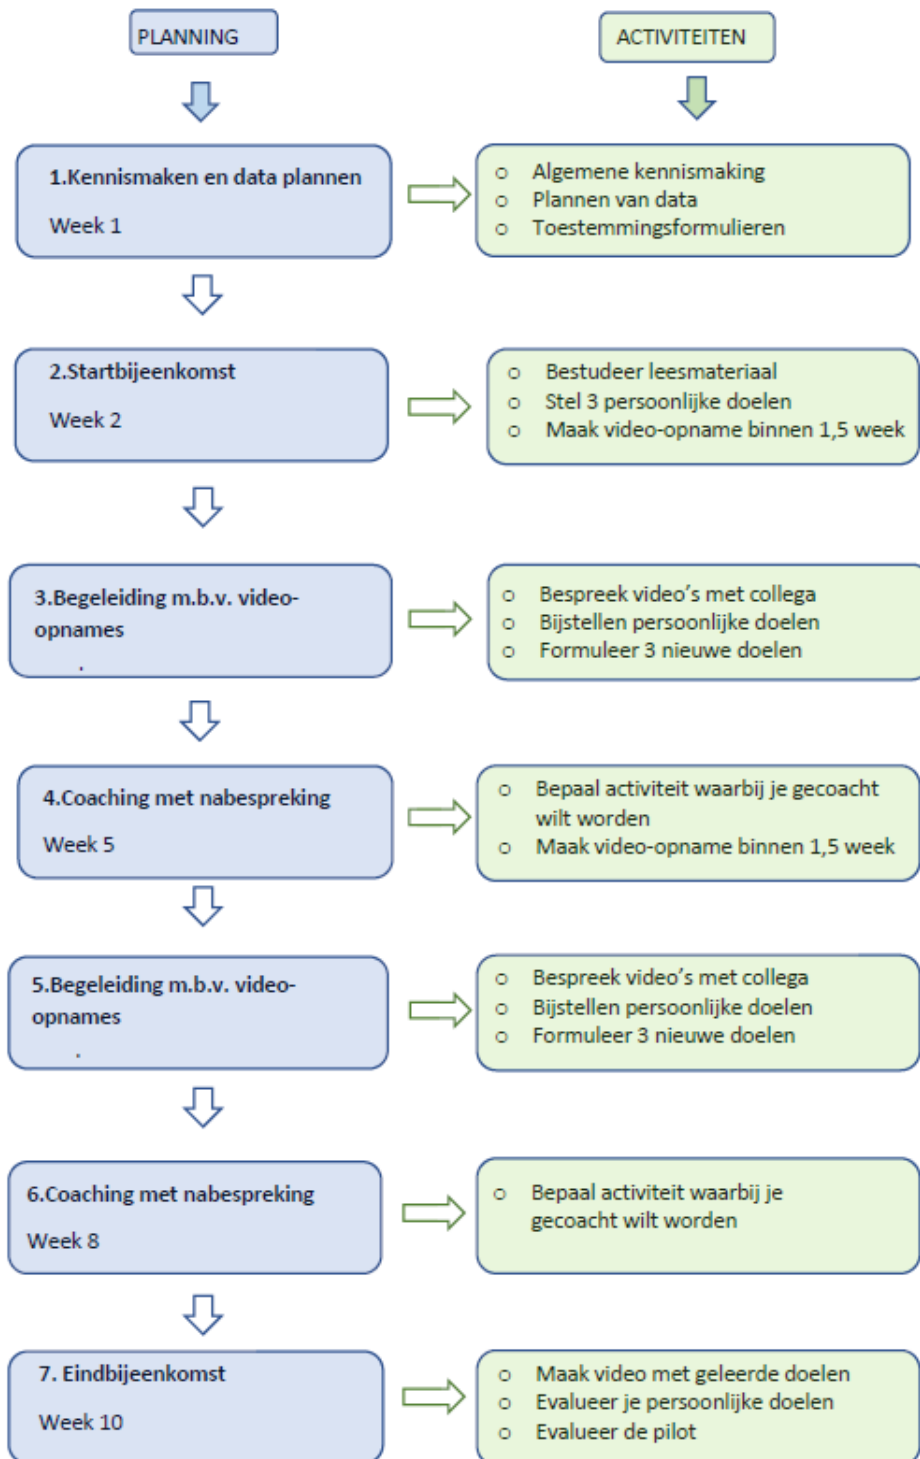 PLANNING
ACTIVITEITEN
1.Kennismaken en data plannen
Week 1
o Algemene kennismaking
o Plannen van data
o Toestemmingsformulieren
2.Startbijeenkomst
Week 2
o Bestudeer leesmateriaal
o Stel 3 persoonlijke doelen
o Maak video-opname binnen 1,5 week
3.Begeleiding m.b.v. video-
opnames
.
o Bespreek video's met collega
o Bijstellen persoonlijke doelen
o Formuleer 3 nieuwe doelen
4.Coaching met nabespreking
Week 5
o Bepaal activiteit waarbij je gecoacht
wilt worden
o Maak video-opname binnen 1,5 week
5.Begeleiding m.b.v. video-
opnames
.
o Bespreek video's met collega
o Bijstellen persoonlijke doelen
o Formuleer 3 nieuwe doelen
6.Coaching met nabespreking
Week 8
o Bepaal activiteit waarbij je
gecoacht wilt worden
7. Eindbijeenkomst
Week 10
o Maak video met geleerde doelen
o Evalueer je persoonlijke doelen
o Evalueer de pilot